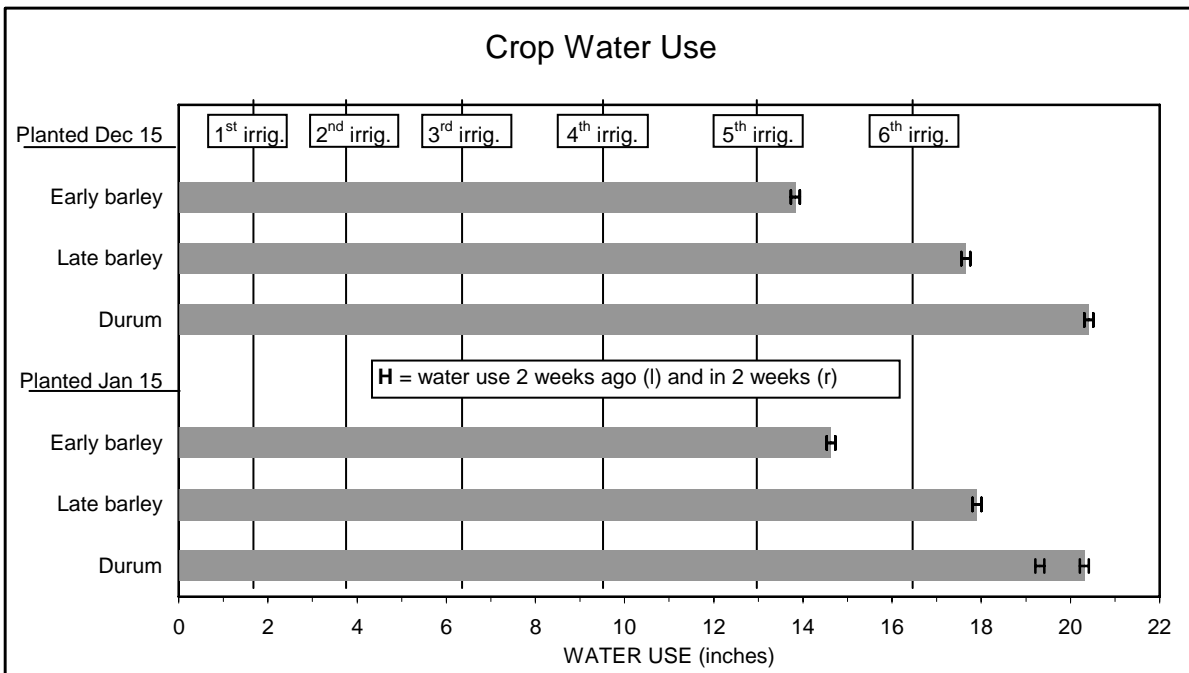 Crop Water Use
Planted Dec 15
1st irrig. 2nd irrig. 3rd irrig. 4th irrig. 5th irrig. 6th irrig.
Early barley
Late barley
Durum
Planted Jan 15
H = water use 2 weeks ago (l) and in 2 weeks (r)
Early barley
Late barley
Durum
0 2 4 6 8 10 12 14 16 18 20 22
WATER USE (inches)